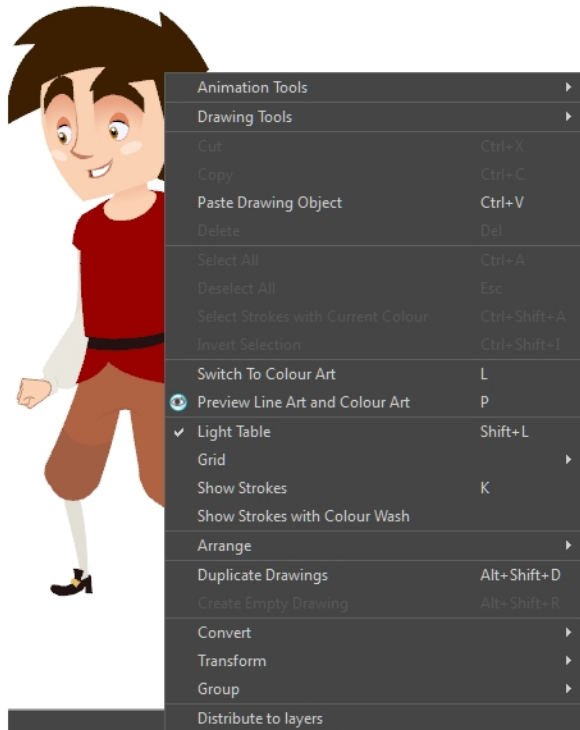 Animation Tools
Drawing Tools
Cut Ctrl+X
Copy Ctrl+C
Paste Drawing Object Ctrl+V
Delete Del
Select All Ctrl+A
Deselect All Esc
Select Strokes with Current Colour Ctrl+Shift+A
Invert Selection Ctrl+Shift+I
Switch To Colour Art L
Preview Line Art and Colour Art P
Light Table Shift+L
Grid
Show Strokes K
Show Strokes with Colour Wash
Arrange
Duplicate Drawings Alt+Shift+D
Create Empty Drawing Alt+Shift+R
Convert
Transform
Group
Distribute to layers